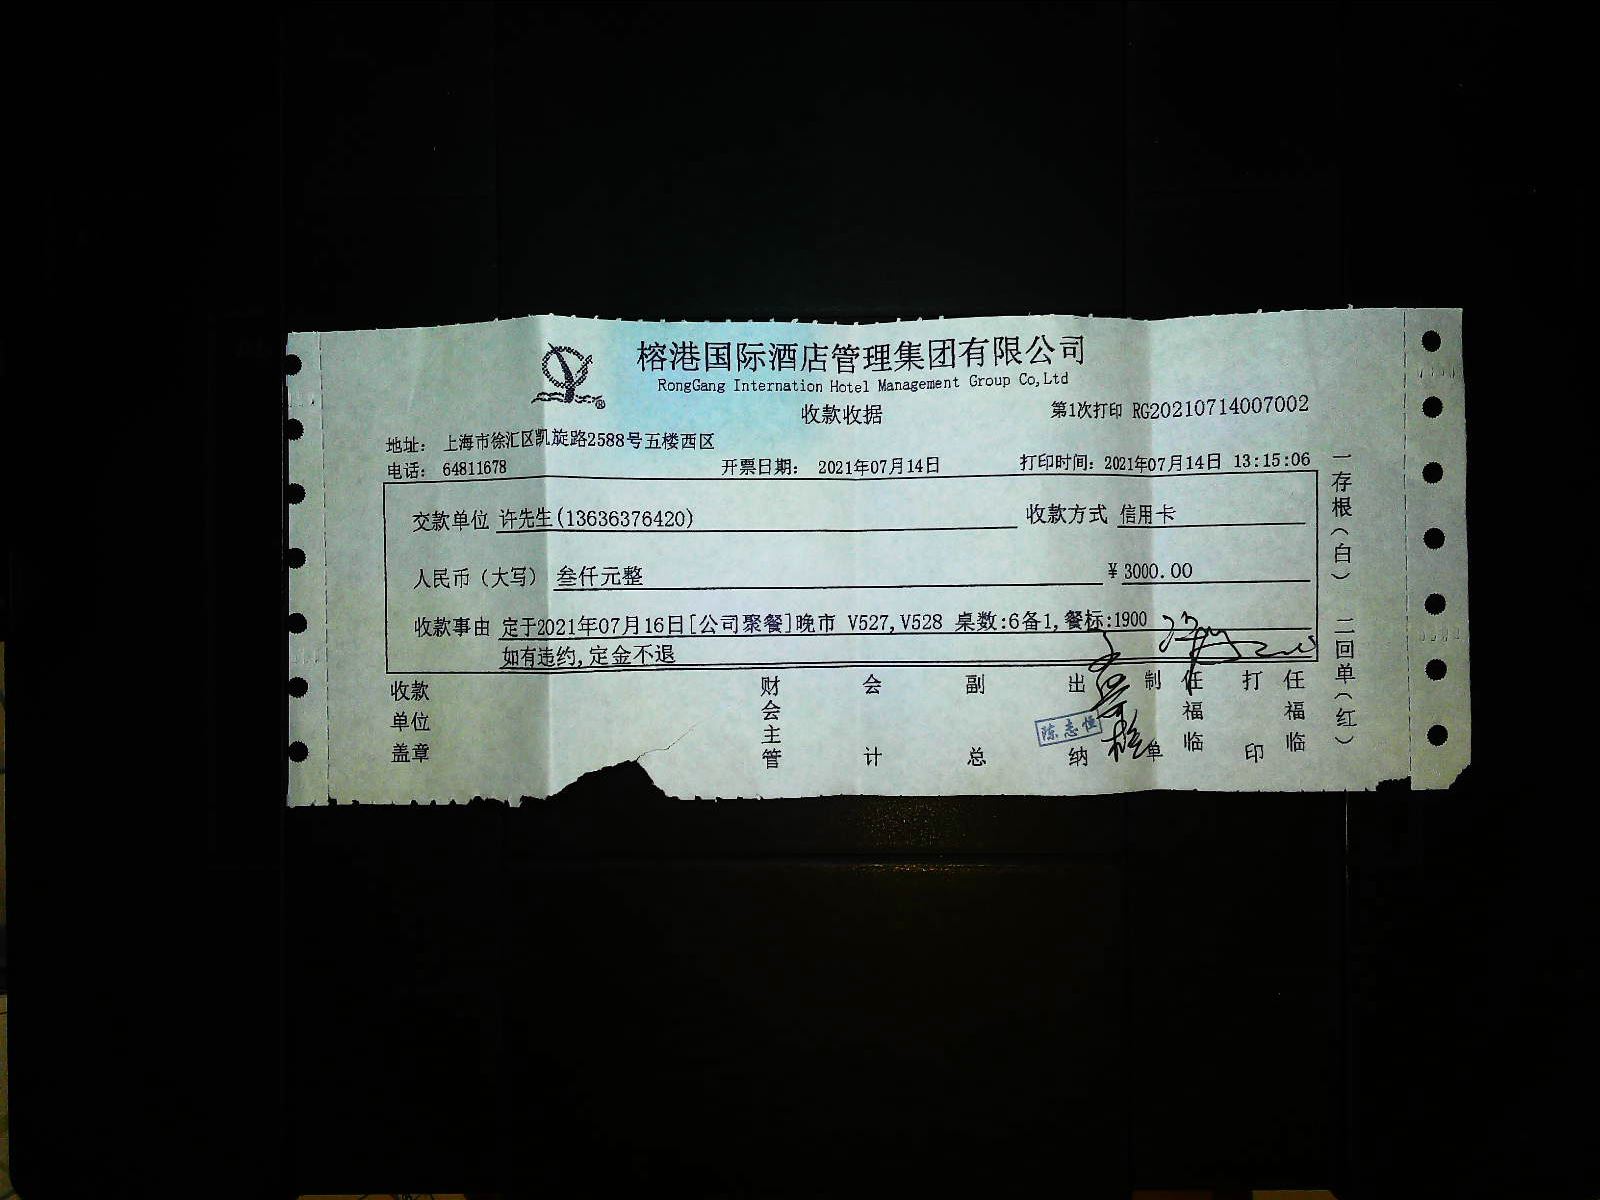 榕港国际酒店管理集团有限公司
RongGang Internation Hotel Management Group Co,Ltd
收款收据
第1次打印 RG20210714007002
地址： 上海市徐汇区凯旋路2588号五楼西区
电话： 64811678 开票日期： 2021年07月14日 打印时间：2021年07月14日 13:15:06
交款单位 许先生(13636376420) 收款方式 信用卡
人民币（大写） 叁仟元整 ¥3000.00
收款事由 定于2021年07月16日[公司聚餐]晚市 V527,V528 桌数:6备1,餐标:1900
如有违约,定金不退
收款单位盖章
财会主管
会计
副总
出纳
陈志恒
制单
任福临
打印
任福临
一存根（白） 二回单（红）